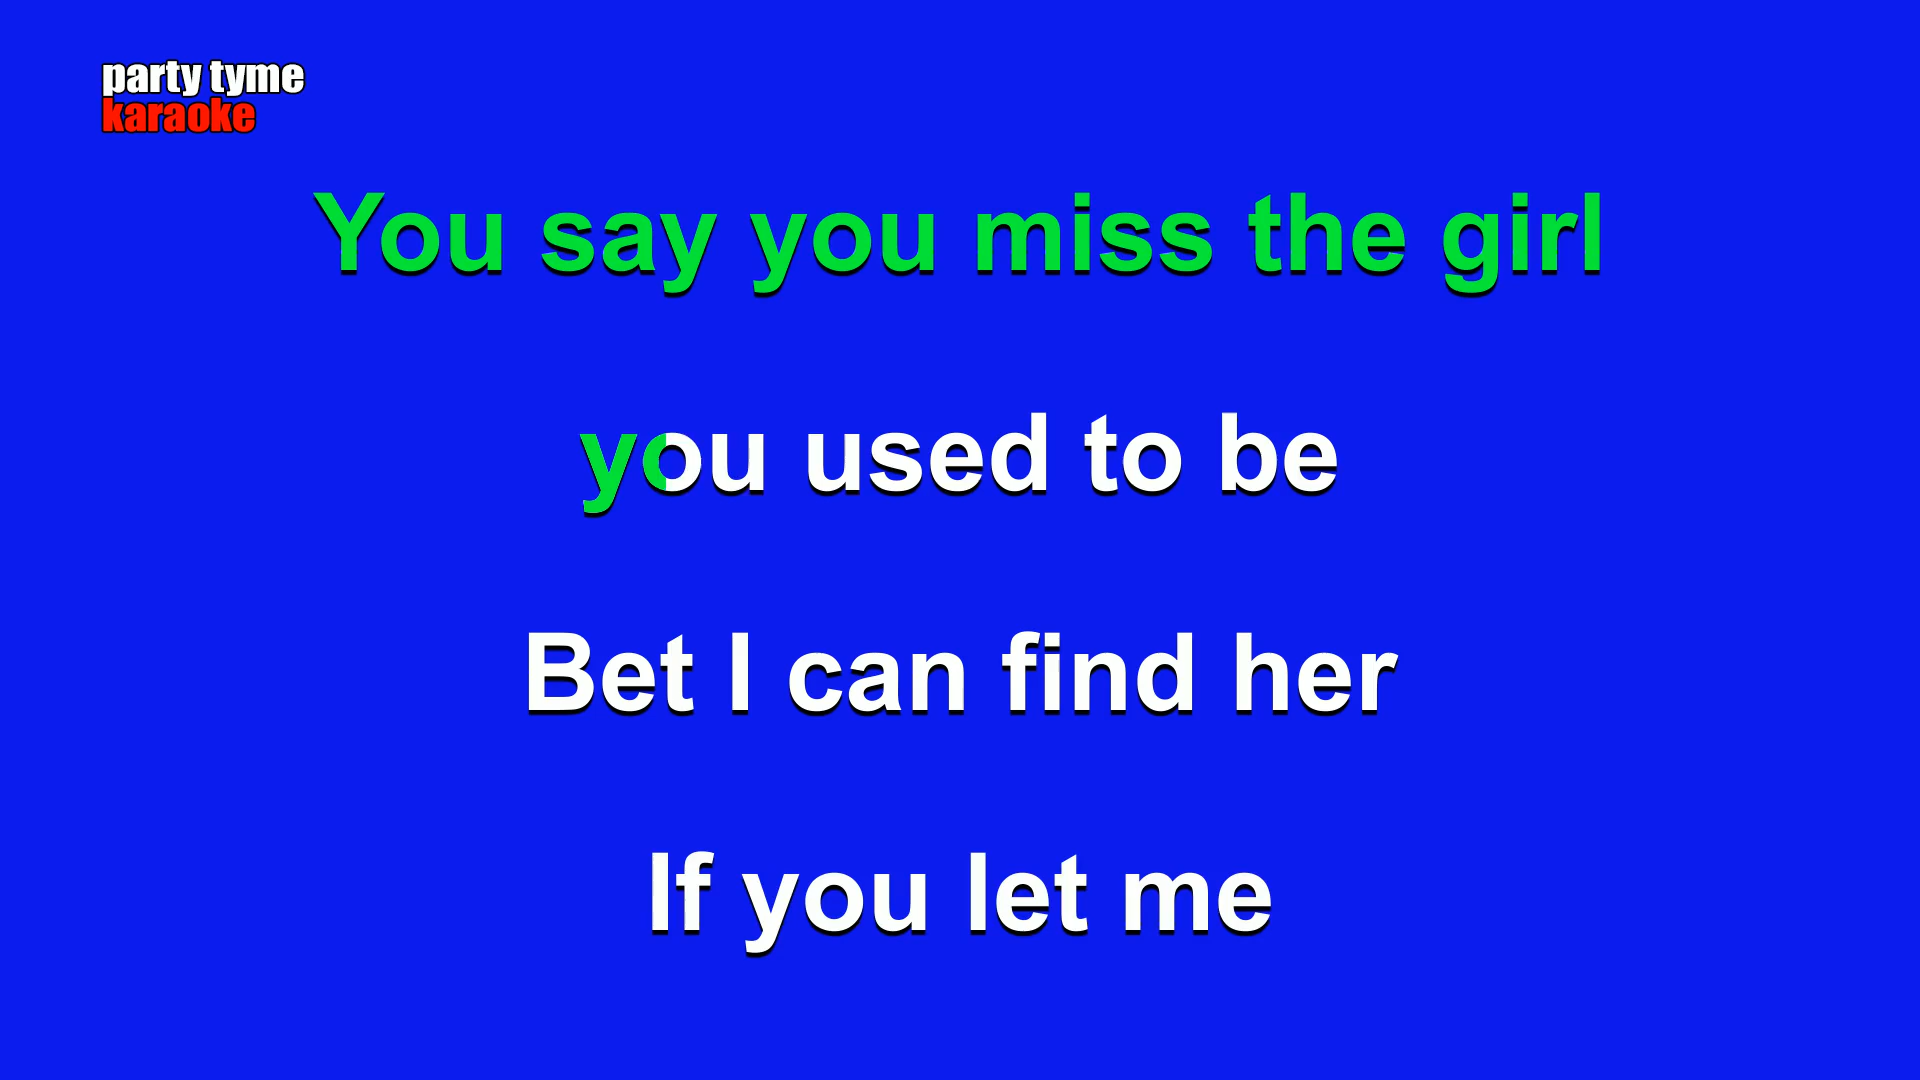 party tyme
karaoke
You say you miss the girl
you used to be
Bet I can find her
If you let me